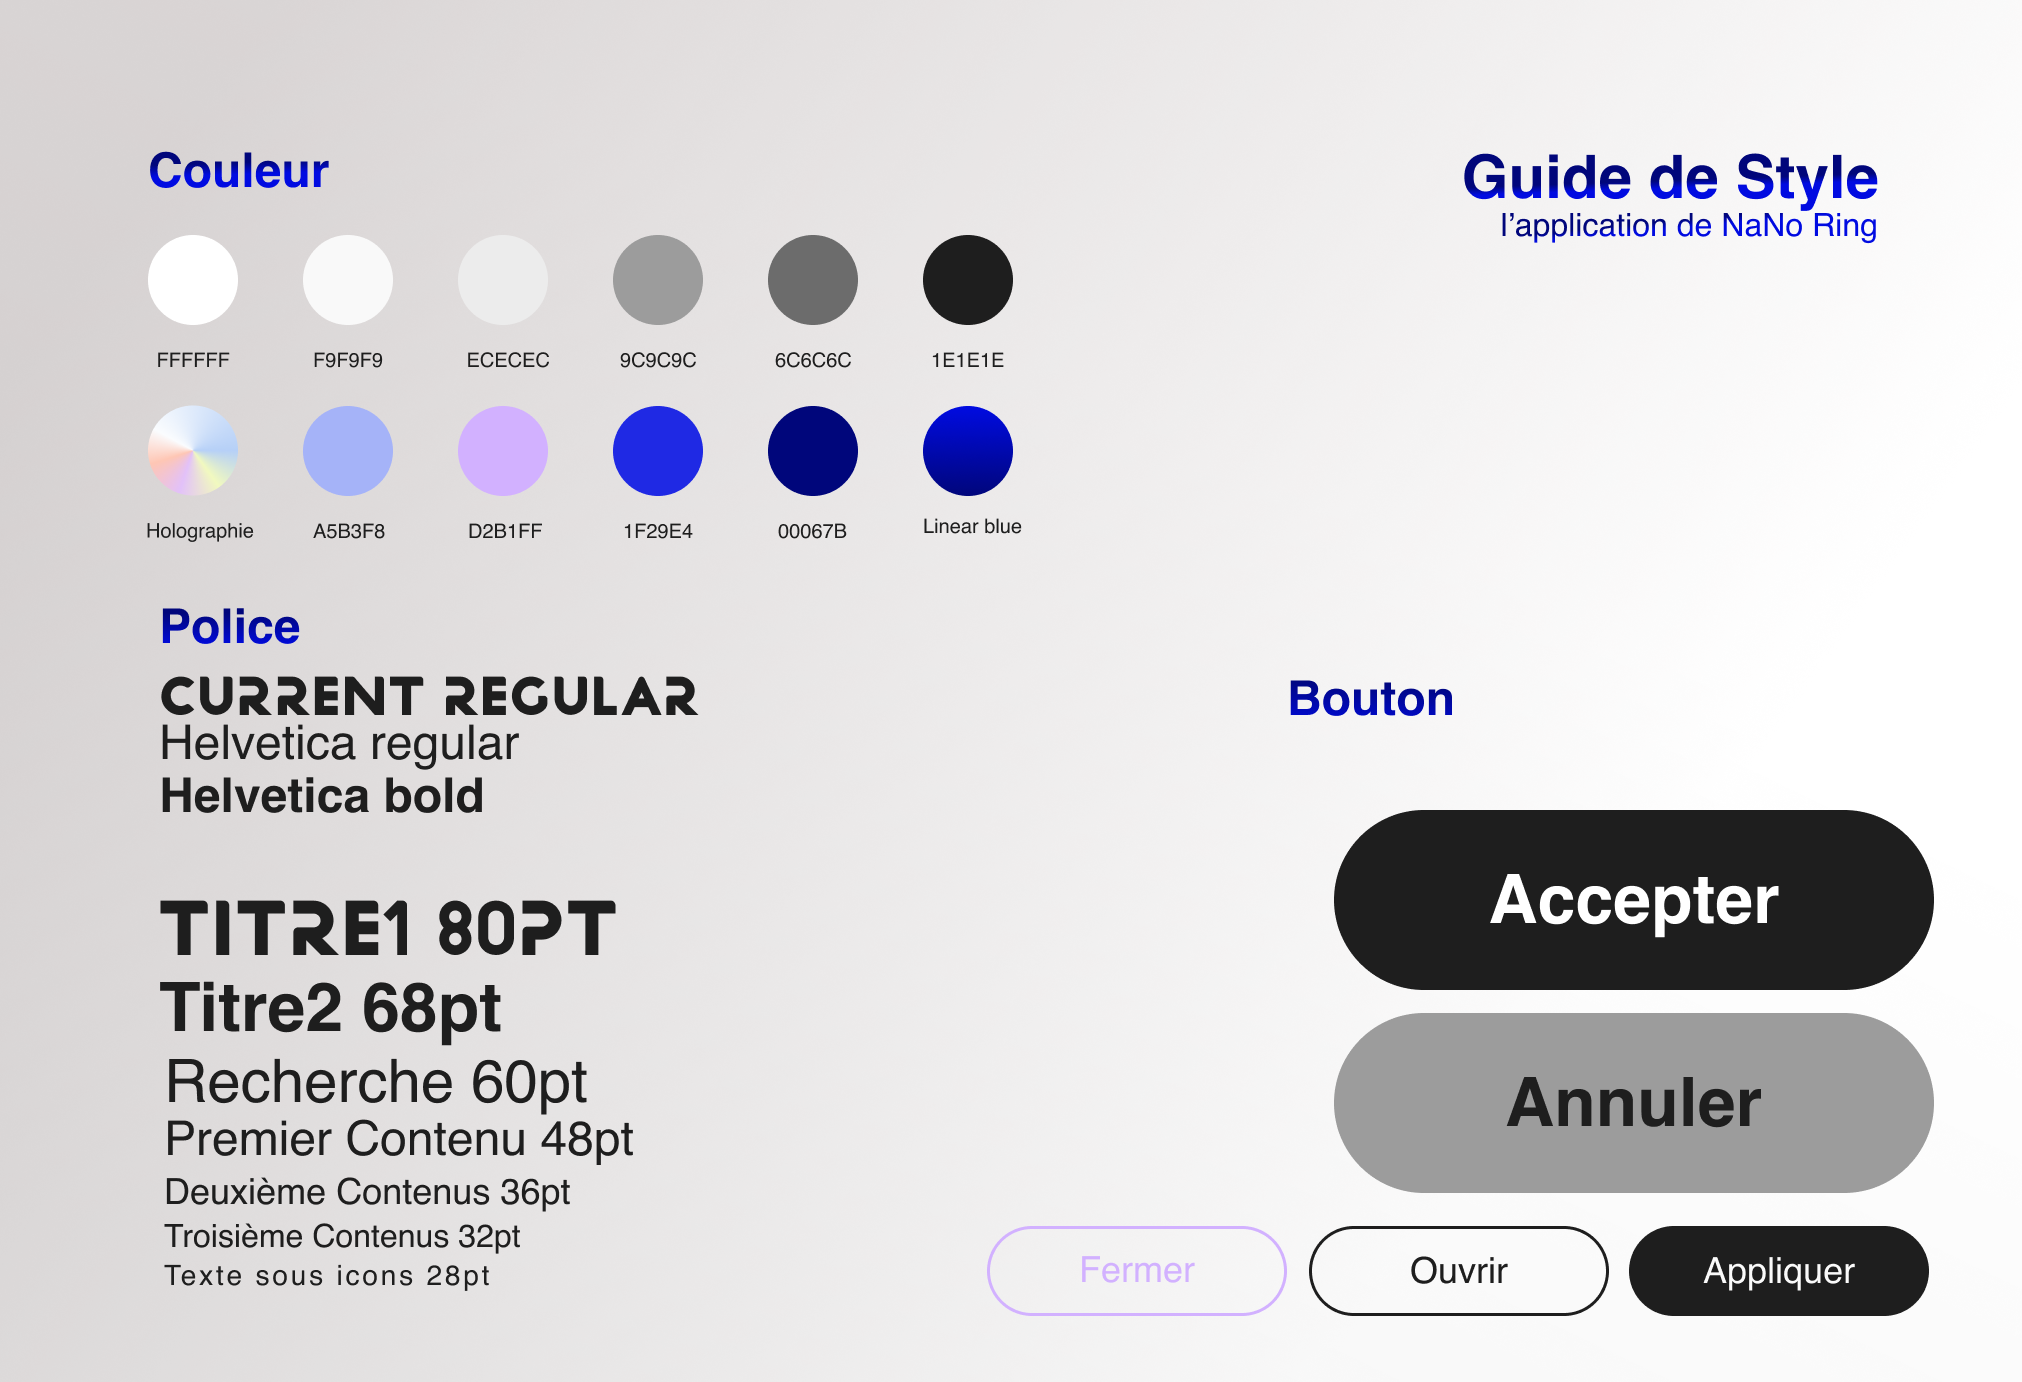 Couleur
Guide de Style
l'application de NaNo Ring
FFFFFF F9F9F9 ECECEC 9C9C9C 6C6C6C 1E1E1E
Holographie A5B3F8 D2B1FF 1F29E4 00067B Linear blue
Police
CURRENT REGULAR
Helvetica regular
Helvetica bold
TITRE1 80PT
Titre2 68pt
Recherche 60pt
Premier Contenu 48pt
Deuxième Contenus 36pt
Troisième Contenus 32pt
Texte sous icons 28pt
Bouton
Accepter
Annuler
Fermer Ouvrir Appliquer